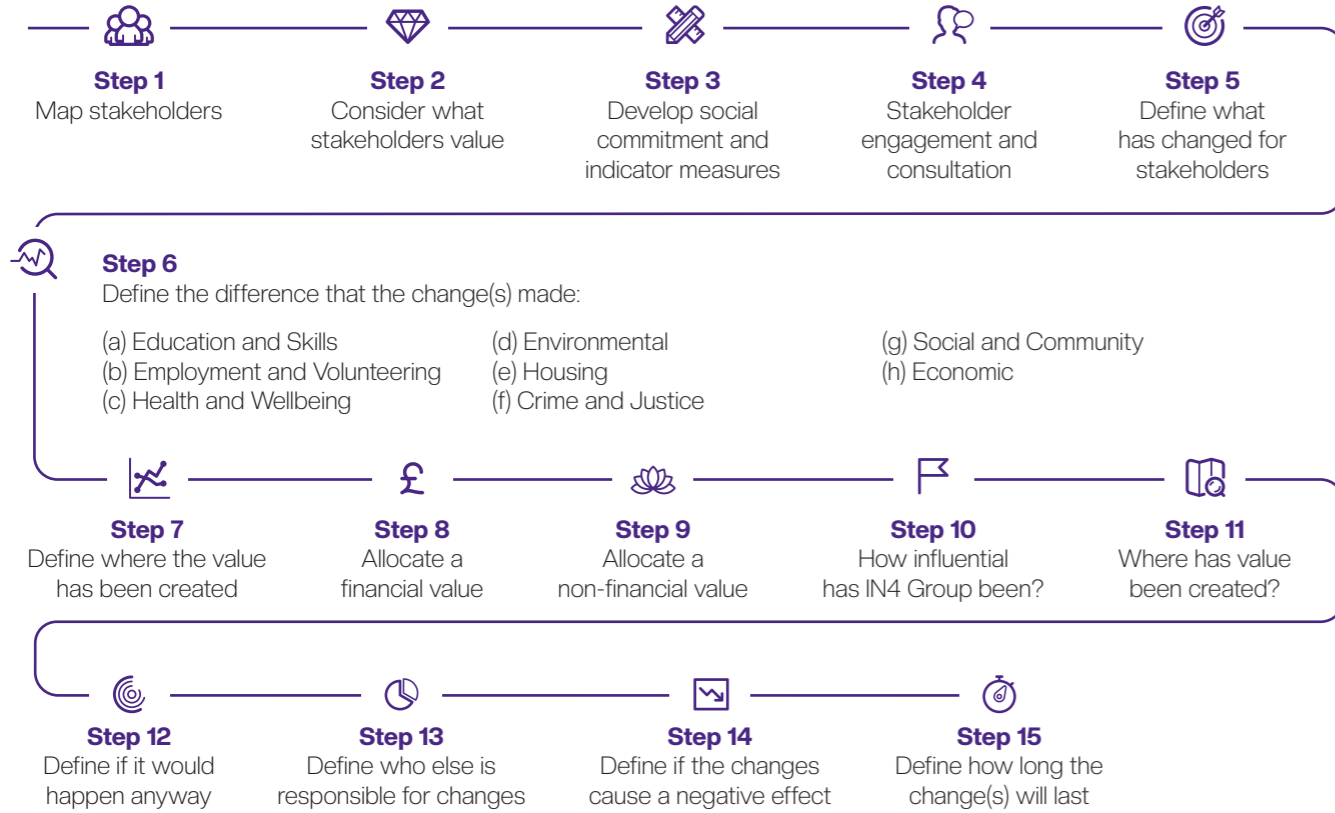 Step 1
Map stakeholders
Step 2
Consider what
stakeholders value
Step 3
Develop social
commitment and
indicator measures
Step 4
Stakeholder
engagement and
consultation
Step 5
Define what
has changed for
stakeholders
Step 6
Define the difference that the change(s) made:
(a) Education and Skills
(b) Employment and Volunteering
(c) Health and Wellbeing
(d) Environmental
(e) Housing
(f) Crime and Justice
(g) Social and Community
(h) Economic
£
Step 7
Define where the value
has been created
Step 8
Allocate a
financial value
Step 9
Allocate a
non-financial value
Step 10
How influential
has IN4 Group been?
Step 11
Where has value
been created?
Step 12
Define if it would
happen anyway
Step 13
Define who else is
responsible for changes
Step 14
Define if the changes
cause a negative effect
Step 15
Define how long the
change(s) will last